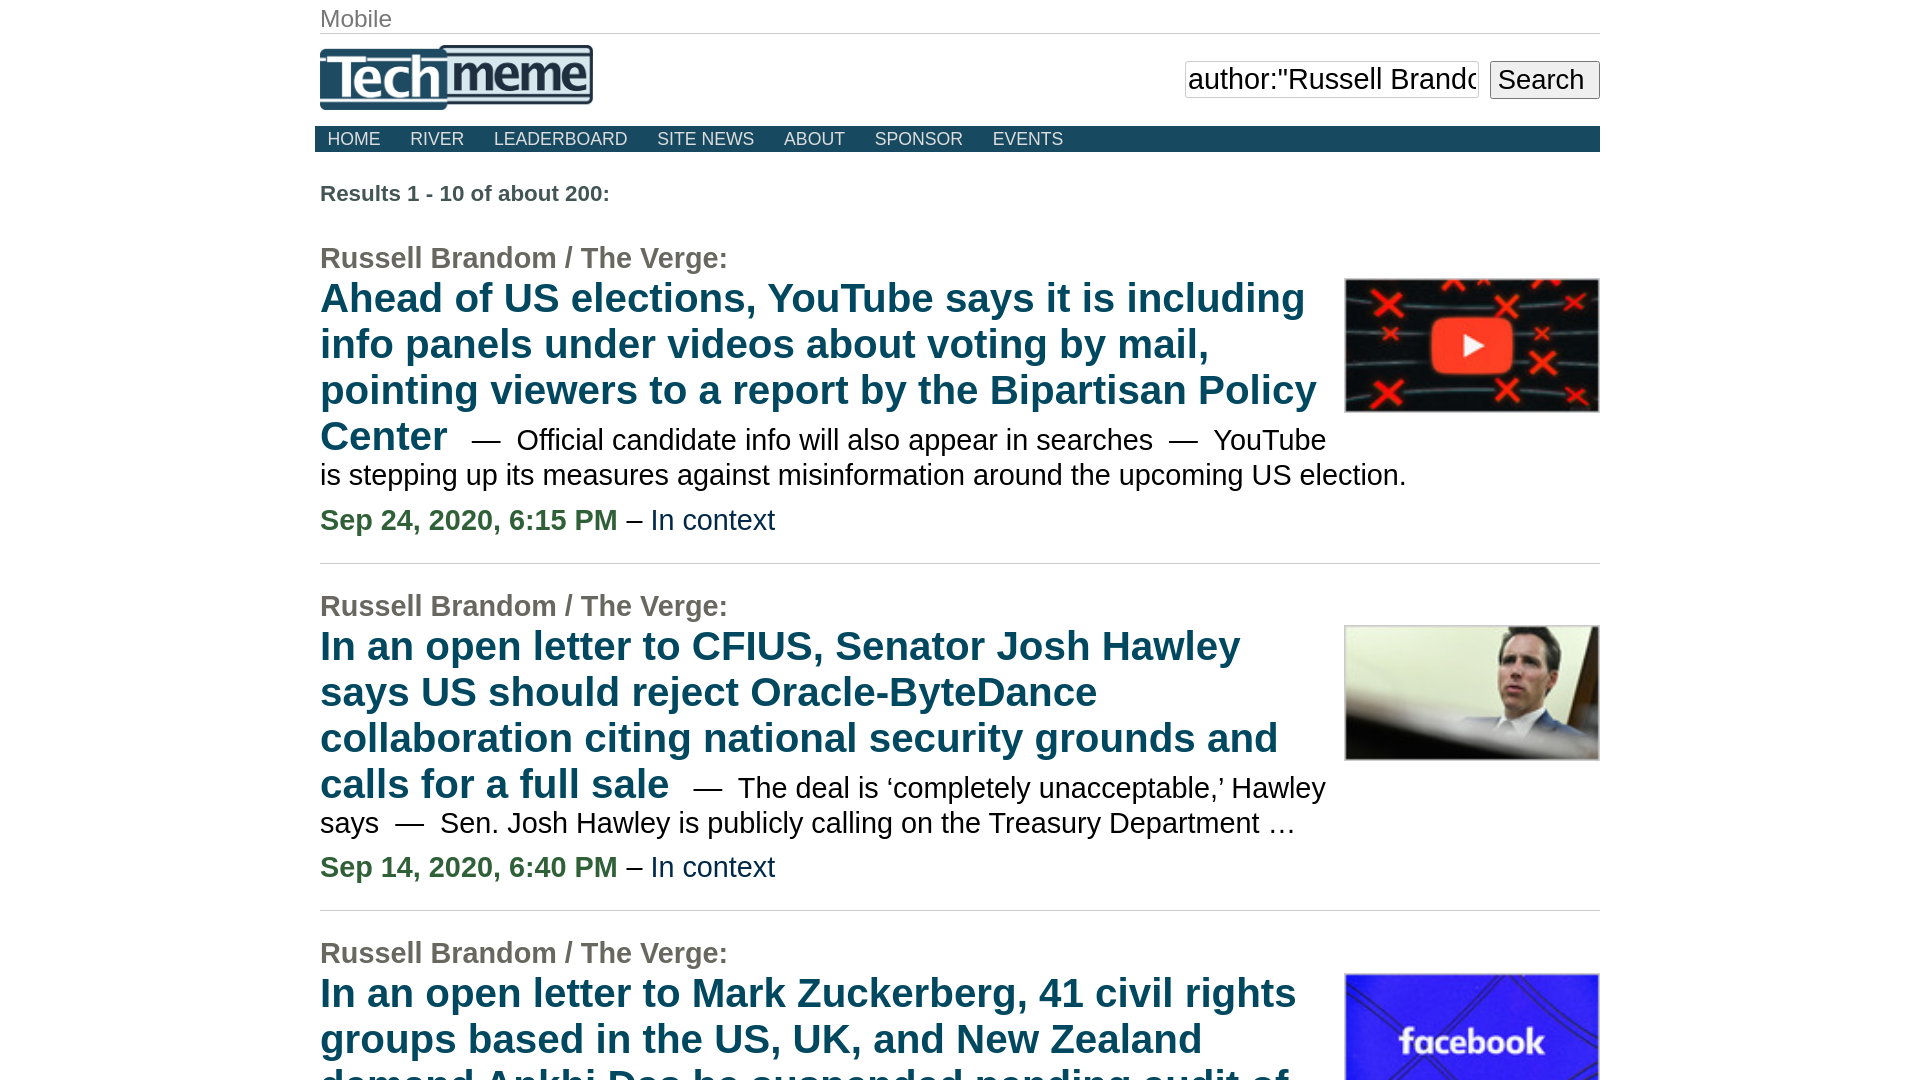 Mobile
Techmeme
author:"Russell Brando
Search
HOME RIVER LEADERBOARD SITE NEWS ABOUT SPONSOR EVENTS
Results 1 - 10 of about 200:
Russell Brandom / The Verge:
Ahead of US elections, YouTube says it is including
info panels under videos about voting by mail,
pointing viewers to a report by the Bipartisan Policy
Center — Official candidate info will also appear in searches — YouTube
is stepping up its measures against misinformation around the upcoming US election.
Sep 24, 2020, 6:15 PM – In context
Russell Brandom / The Verge:
In an open letter to CFIUS, Senator Josh Hawley
says US should reject Oracle-ByteDance
collaboration citing national security grounds and
calls for a full sale — The deal is ‘completely unacceptable,’ Hawley
says — Sen. Josh Hawley is publicly calling on the Treasury Department …
Sep 14, 2020, 6:40 PM – In context
Russell Brandom / The Verge:
In an open letter to Mark Zuckerberg, 41 civil rights
groups based in the US, UK, and New Zealand
demand Ankhi Das be suspended pending audit of
facebook